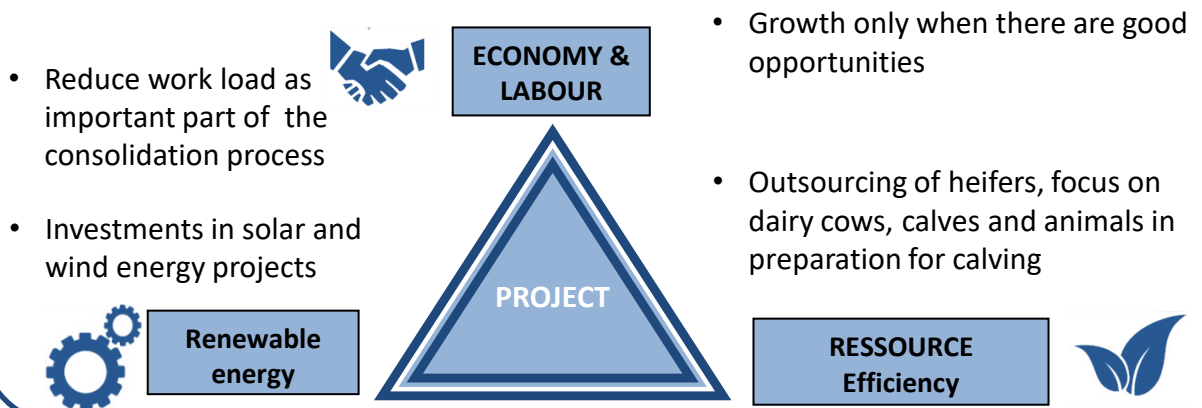 • Reduce work load as
important part of the
consolidation process
• Investments in solar and
wind energy projects
ECONOMY &
LABOUR
• Growth only when there are good
opportunities
• Outsourcing of heifers, focus on
dairy cows, calves and animals in
preparation for calving
PROJECT
Renewable
energy
RESSOURCE
Efficiency